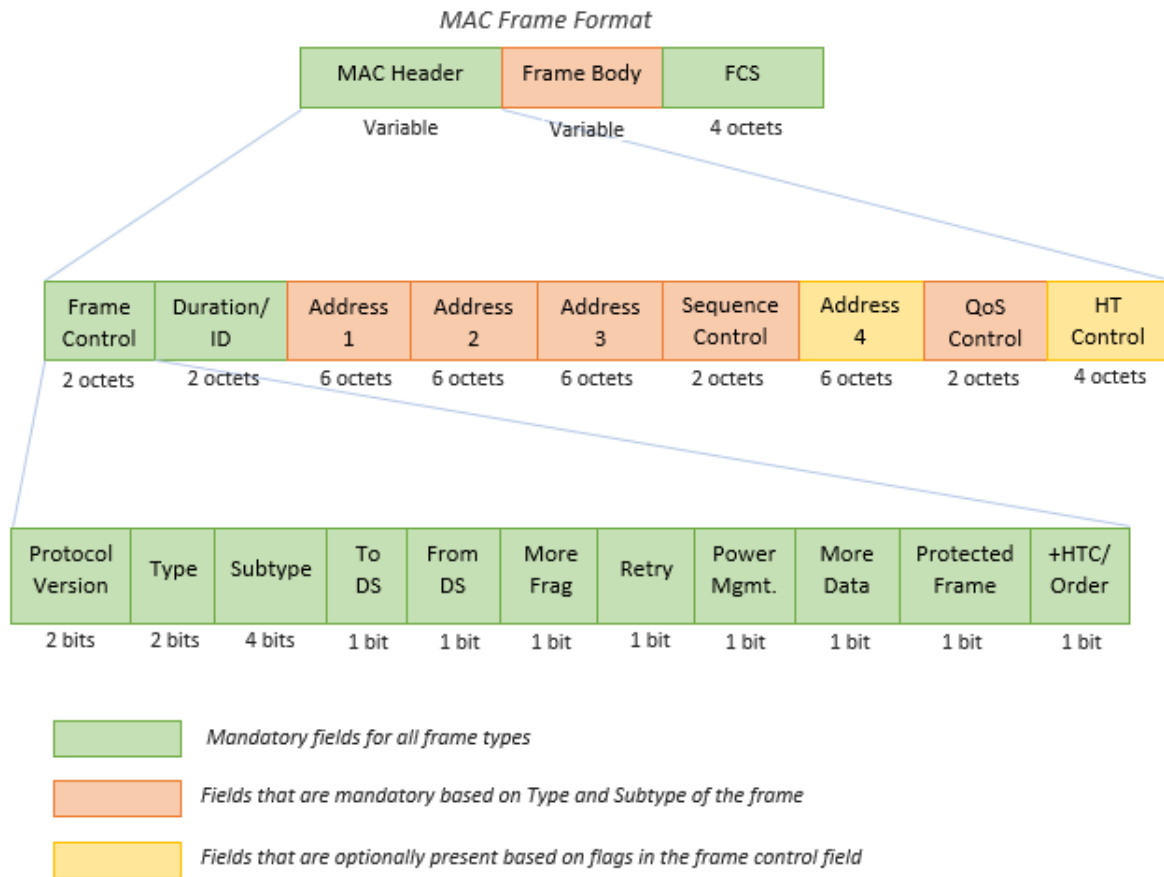 MAC Frame Format
MAC Header Frame Body FCS
Variable Variable 4 octets
Frame Duration/ Address Address Address Sequence Address QoS HT
Control ID 1 2 3 Control 4 Control Control
2 octets 2 octets 6 octets 6 octets 6 octets 2 octets 6 octets 2 octets 4 octets
Protocol To From More Power More Protected +HTC/
Version Type Subtype DS DS Frag Retry Mgmt. Data Frame Order
2 bits 2 bits 4 bits 1 bit 1 bit 1 bit 1 bit 1 bit 1 bit 1 bit 1 bit
Mandatory fields for all frame types
Fields that are mandatory based on Type and Subtype of the frame
Fields that are optionally present based on flags in the frame control field